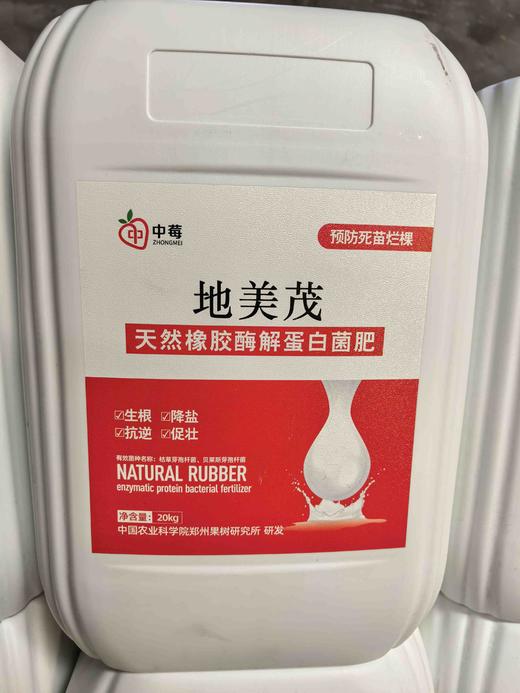 中莓
ZHONGMEI
预防死苗烂棵
地美茂
天然橡胶酶解蛋白菌肥
☑生根 ☑降盐
☑抗逆 ☑促壮
有效菌种名称：枯草芽孢杆菌、贝莱斯芽孢杆菌
NATURAL RUBBER
enzymatic protein bacterial fertilizer
净含量： 20kg
中国农业科学院郑州果树研究所 研发